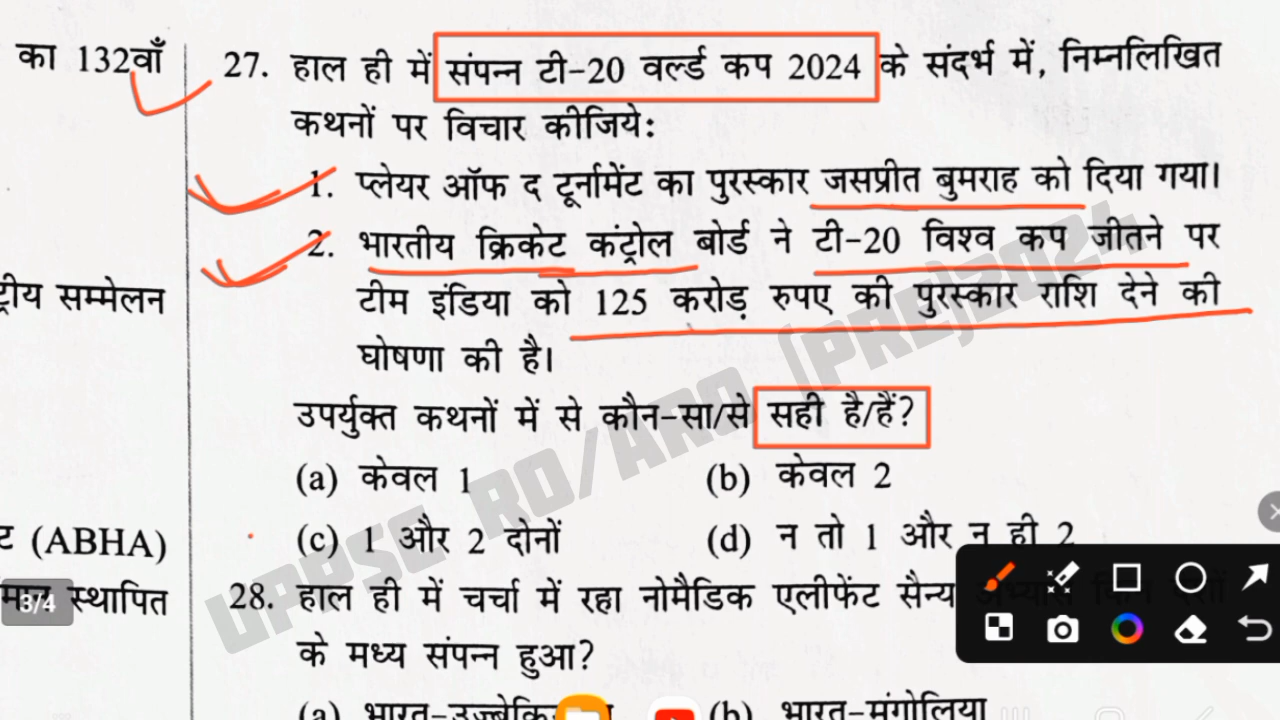 का 132वाँ
ट्रीय सम्मेलन
ट (ABHA)
स्थापित
3/4
27. हाल ही में संपन्न टी-20 वर्ल्ड कप 2024 के संदर्भ में, निम्नलिखित
कथनों पर विचार कीजिये:
1. प्लेयर ऑफ द टूर्नामेंट का पुरस्कार जसप्रीत बुमराह को दिया गया।
2. भारतीय क्रिकेट कंट्रोल बोर्ड ने टी-20 विश्व कप जीतने पर
टीम इंडिया को 125 करोड़ रुपए की पुरस्कार राशि देने की
घोषणा की है।
उपर्युक्त कथनों में से कौन-सा/से सही है/हैं?
(a) केवल 1 (b) केवल 2
(c) 1 और 2 दोनों (d) न तो 1 और न ही 2
28. हाल ही में चर्चा में रहा नोमैडिक एलीफेंट सैन्य अभ्यास किन देशों
के मध्य संपन्न हुआ?
(a) (b) भारत-मंगोलिया
UPPSC RO/ARO (PRE)2024